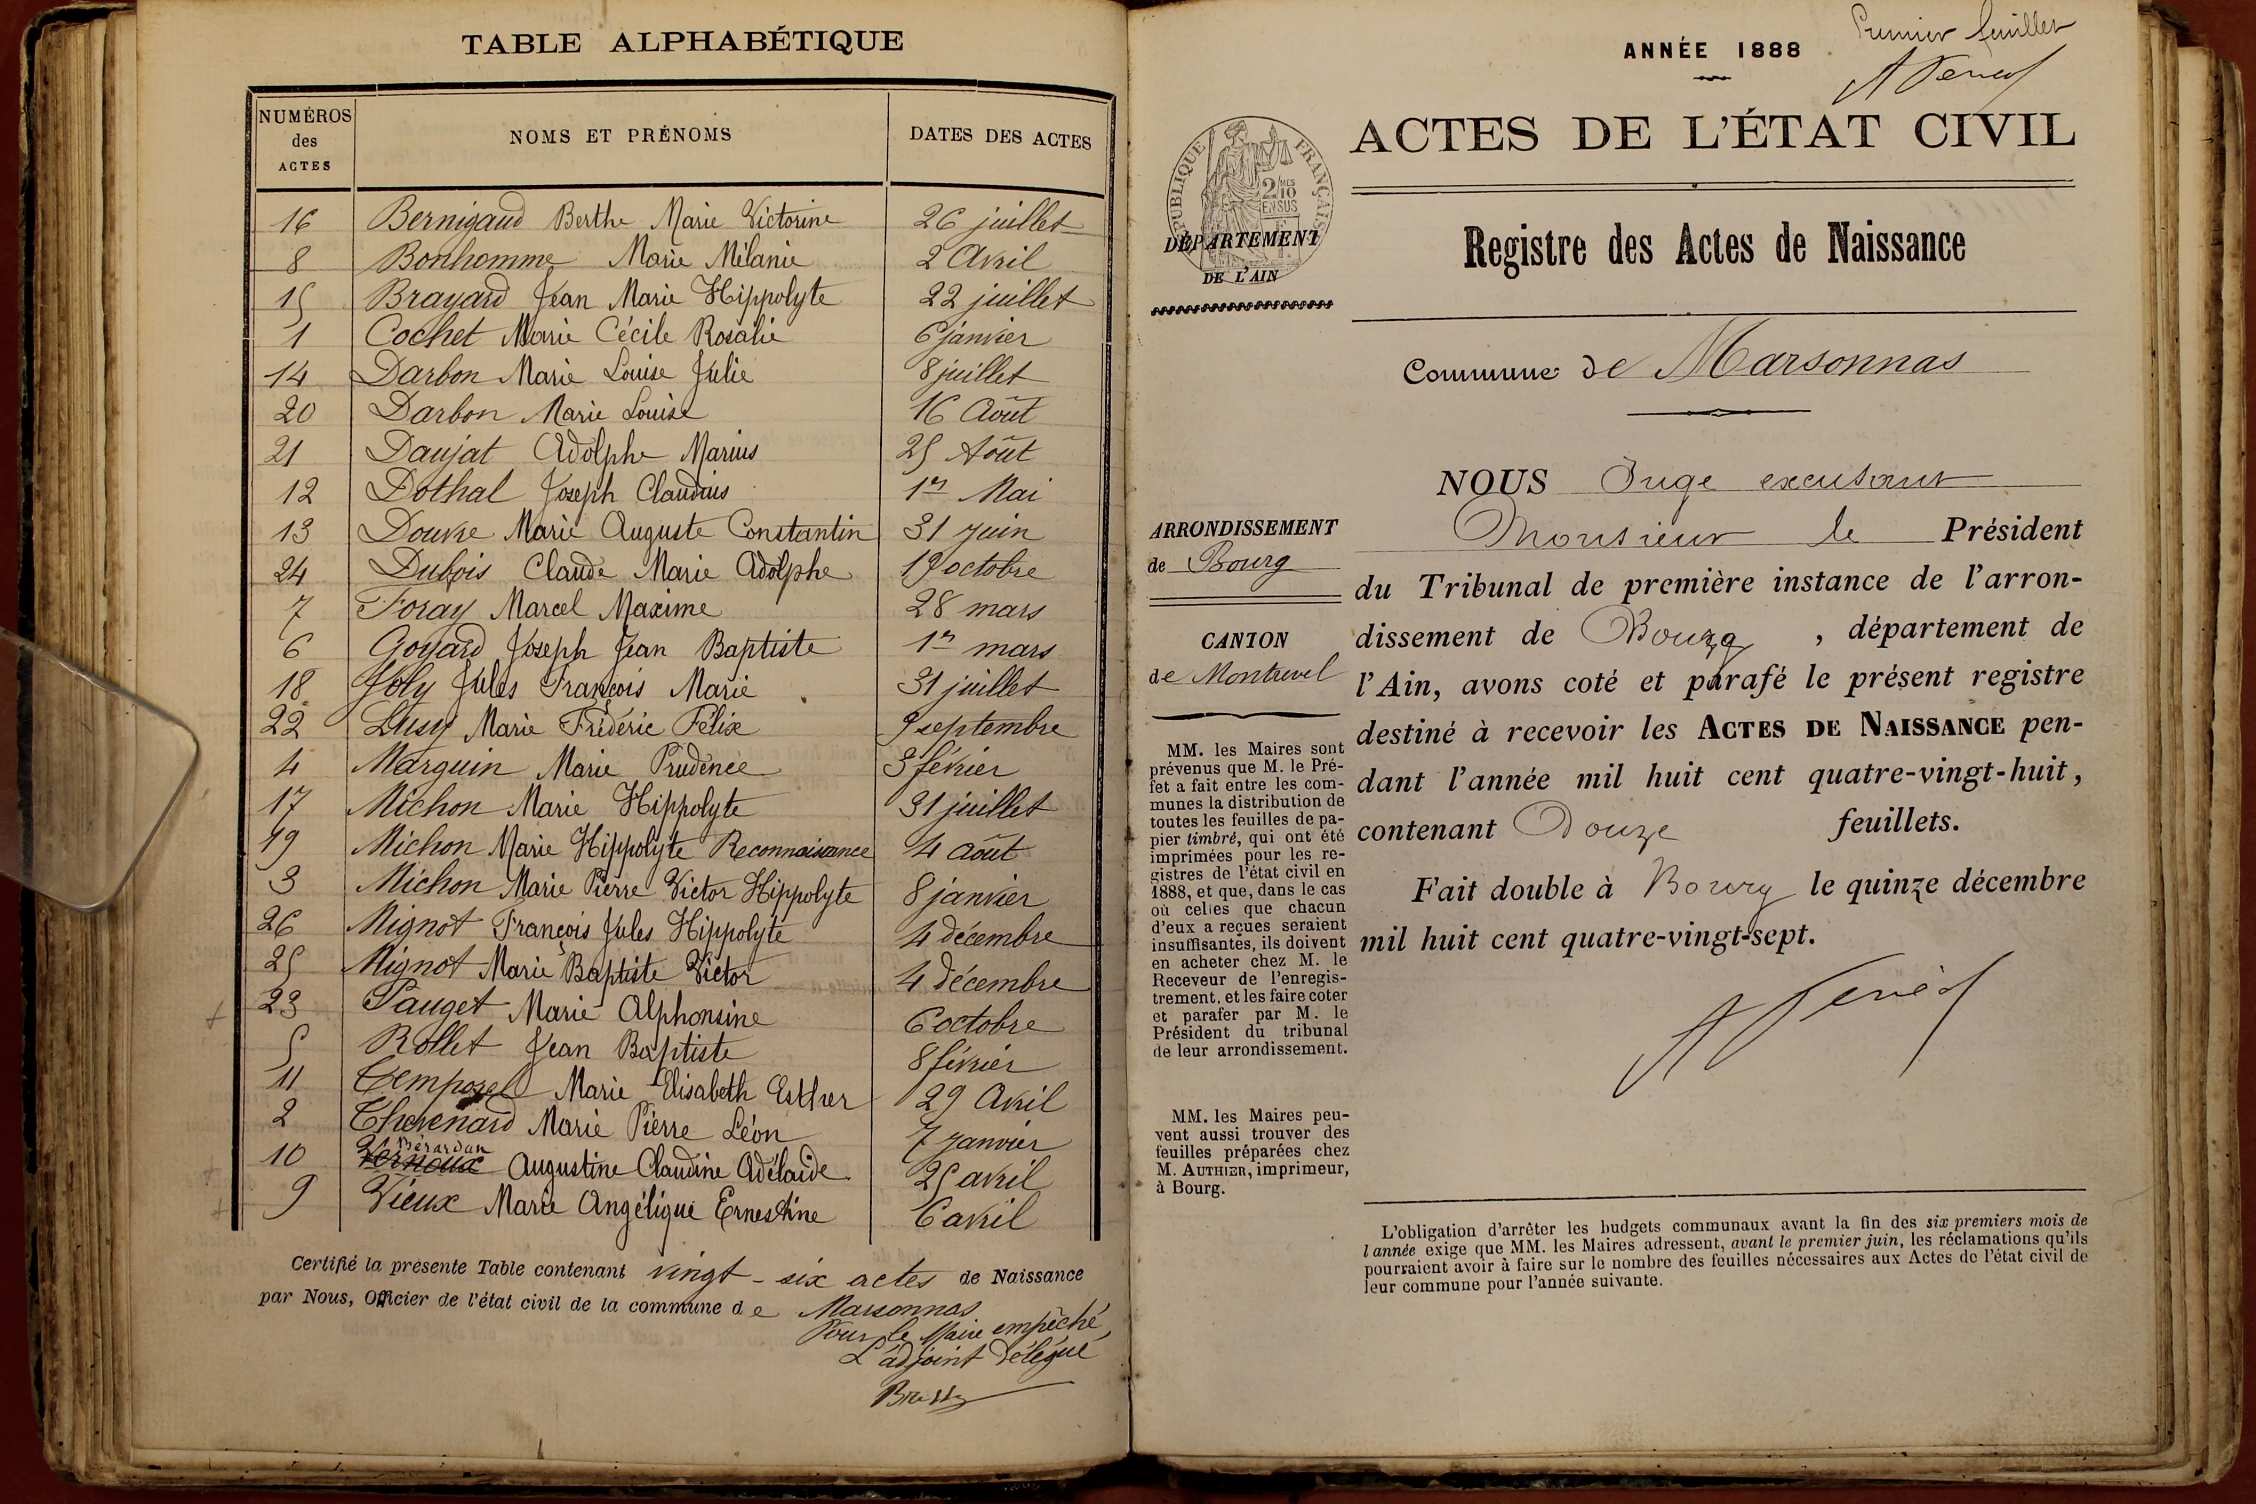 TABLE ALPHABÉTIQUE
NUMÉROS des ACTES NOMS ET PRÉNOMS DATES DES ACTES
16 Bernigaud Berthe Marie Victorine 26 juillet
8 Bonhomme Marie Mélanie 2 Avril
15 Brayard Jean Marie Hippolyte 22 juillet
1 Cochet Marie Cécile Rosalie 6 janvier
14 Darbon Marie Louise Julie 8 juillet
20 Darbon Marie Louise 16 Août
21 Daujat Adolphe Marius 25 Août
12 Dothal Joseph Claudius 1er Mai
13 Douvre Marie Auguste Constantin 31 juin
24 Dubois Claude Marie Adolphe 19 octobre
7 Foray Marcel Maxime 28 mars
6 Goyard Joseph Jean Baptiste 1er mars
18 Joly Jules François Marie 31 juillet
22 Lusy Marie Fréderic Félix 9 septembre
4 Marguin Marie Prudence 3 février
17 Michon Marie Hippolyte 31 juillet
19 Michon Marie Hippolyte Reconnaissance 4 Août
3 Michon Marie Pierre Victor Hippolyte 8 janvier
26 Mignot François Jules Hippolyte 4 décembre
25 Mignot Marie Baptiste Victor 4 décembre
23 Pauget Marie Alphonsine 6 octobre
5 Rollet Jean Baptiste 8 février
11 Temporel Marie Elisabeth Esther 29 Avril
2 Thevenard Marie Pierre Léon 7 janvier
Bérardan
10 Vernoux Augustine Claudine Adélaïde 25 avril
9 Vieux Marie Angélique Ernestine 6 avril
Certifié la présente Table contenant vingt-six actes de Naissance
par Nous, Officier de l'état civil de la commune de Marsonnas
Pour le Maire empêché,
L'adjoint Délégué
ANNÉE 1888
Premier feuillet
ACTES DE L'ÉTAT CIVIL
RÉPUBLIQUE FRANÇAISE
2/10 MES
EN SUS
DÉPARTEMENT
DE L'AIN
Registre des Actes de Naissance
Commune de Marsonnas
ARRONDISSEMENT
de Bourg
CANTON
de Montrevel
MM. les Maires sont
prévenus que M. le Pré-
fet a fait entre les com-
munes la distribution de
toutes les feuilles de pa-
pier timbré, qui ont été
imprimées pour les re-
gistres de l'état civil en
1888, et que, dans le cas
où celles que chacun
d'eux a reçues seraient
insuffisantes, ils doivent
en acheter chez M. le
Receveur de l'enregis-
trement, et les faire coter
et parafer par M. le
Président du tribunal
de leur arrondissement.
MM. les Maires peu-
vent aussi trouver des
feuilles préparées chez
M. AUTHIER, imprimeur,
à Bourg.
NOUS Juge excusant
Monsieur le Président
du Tribunal de première instance de l'arron-
dissement de Bourg, département de
l'Ain, avons coté et parafé le présent registre
destiné à recevoir les ACTES DE NAISSANCE pen-
dant l'année mil huit cent quatre-vingt-huit,
contenant Douze feuillets.
Fait double à Bourg le quinze décembre
mil huit cent quatre-vingt-sept.
L'obligation d'arrêter les budgets communaux avant la fin des six premiers mois de
l'année exige que MM. les Maires adressent, avant le premier juin, les réclamations qu'ils
pourraient avoir à faire sur le nombre des feuilles nécessaires aux Actes de l'état civil de
leur commune pour l'année suivante.